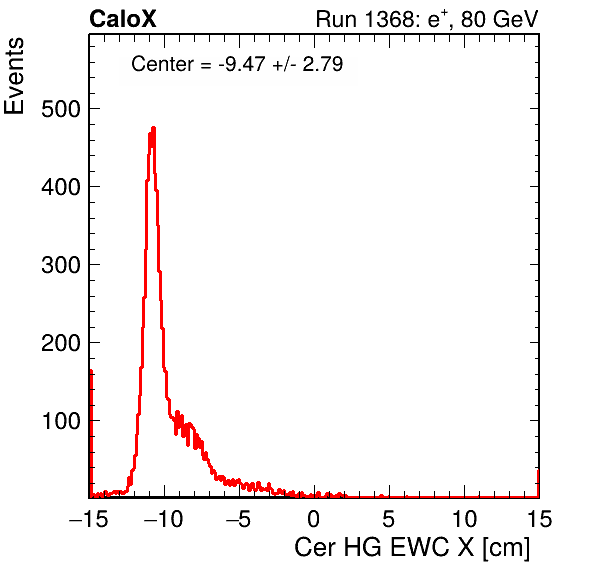 CaloX Run 1368: e+, 80 GeV
Center = -9.47 +/- 2.79
Events
500
400
300
200
100
−15 −10 −5 0 5 10 15
Cer HG EWC X [cm]